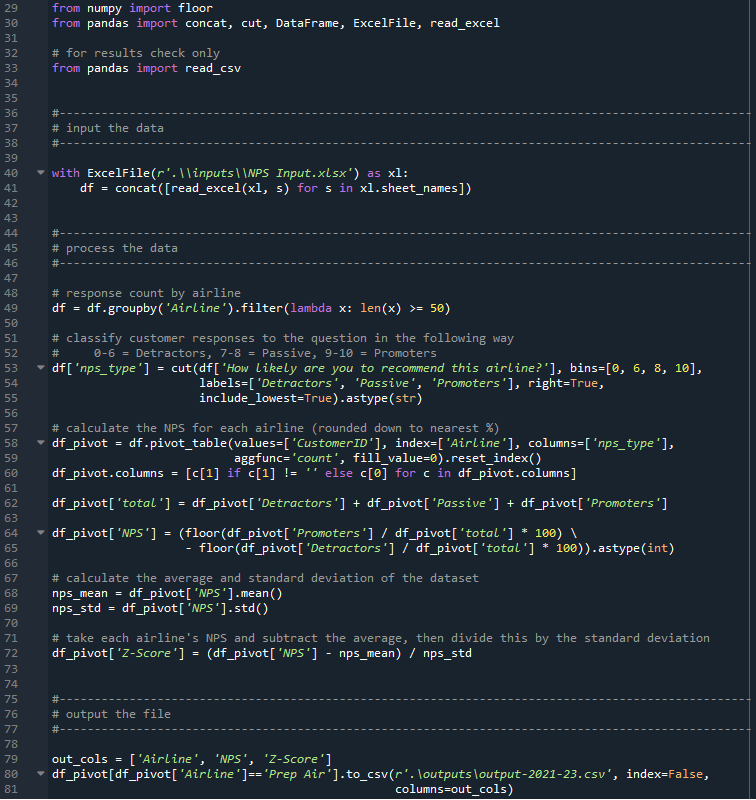 29 from numpy import floor
30 from pandas import concat, cut, DataFrame, ExcelFile, read_excel
31
32 # for results check only
33 from pandas import read_csv
34
35
36 #---------------------------------------------------------------------------------------------------
37 # input the data
38 #---------------------------------------------------------------------------------------------------
39
40 with ExcelFile(r'.\\inputs\\NPS Input.xlsx') as xl:
41     df = concat([read_excel(xl, s) for s in xl.sheet_names])
42
43
44 #---------------------------------------------------------------------------------------------------
45 # process the data
46 #---------------------------------------------------------------------------------------------------
47
48 # response count by airline
49 df = df.groupby('Airline').filter(lambda x: len(x) >= 50)
50
51 # classify customer responses to the question in the following way
52 #     0-6 = Detractors, 7-8 = Passive, 9-10 = Promoters
53 df['nps_type'] = cut(df['How likely are you to recommend this airline?'], bins=[0, 6, 8, 10],
54                      labels=['Detractors', 'Passive', 'Promoters'], right=True,
55                      include_lowest=True).astype(str)
56
57 # calculate the NPS for each airline (rounded down to nearest %)
58 df_pivot = df.pivot_table(values=['CustomerID'], index=['Airline'], columns=['nps_type'],
59                           aggfunc='count', fill_value=0).reset_index()
60 df_pivot.columns = [c[1] if c[1] != '' else c[0] for c in df_pivot.columns]
61
62 df_pivot['total'] = df_pivot['Detractors'] + df_pivot['Passive'] + df_pivot['Promoters']
63
64 df_pivot['NPS'] = (floor(df_pivot['Promoters'] / df_pivot['total'] * 100) \
65                    - floor(df_pivot['Detractors'] / df_pivot['total'] * 100)).astype(int)
66
67 # calculate the average and standard deviation of the dataset
68 nps_mean = df_pivot['NPS'].mean()
69 nps_std = df_pivot['NPS'].std()
70
71 # take each airline's NPS and subtract the average, then divide this by the standard deviation
72 df_pivot['Z-Score'] = (df_pivot['NPS'] - nps_mean) / nps_std
73
74
75 #---------------------------------------------------------------------------------------------------
76 # output the file
77 #---------------------------------------------------------------------------------------------------
78
79 out_cols = ['Airline', 'NPS', 'Z-Score']
80 df_pivot[df_pivot['Airline']=='Prep Air'].to_csv(r'.\outputs\output-2021-23.csv', index=False,
81                                                  columns=out_cols)